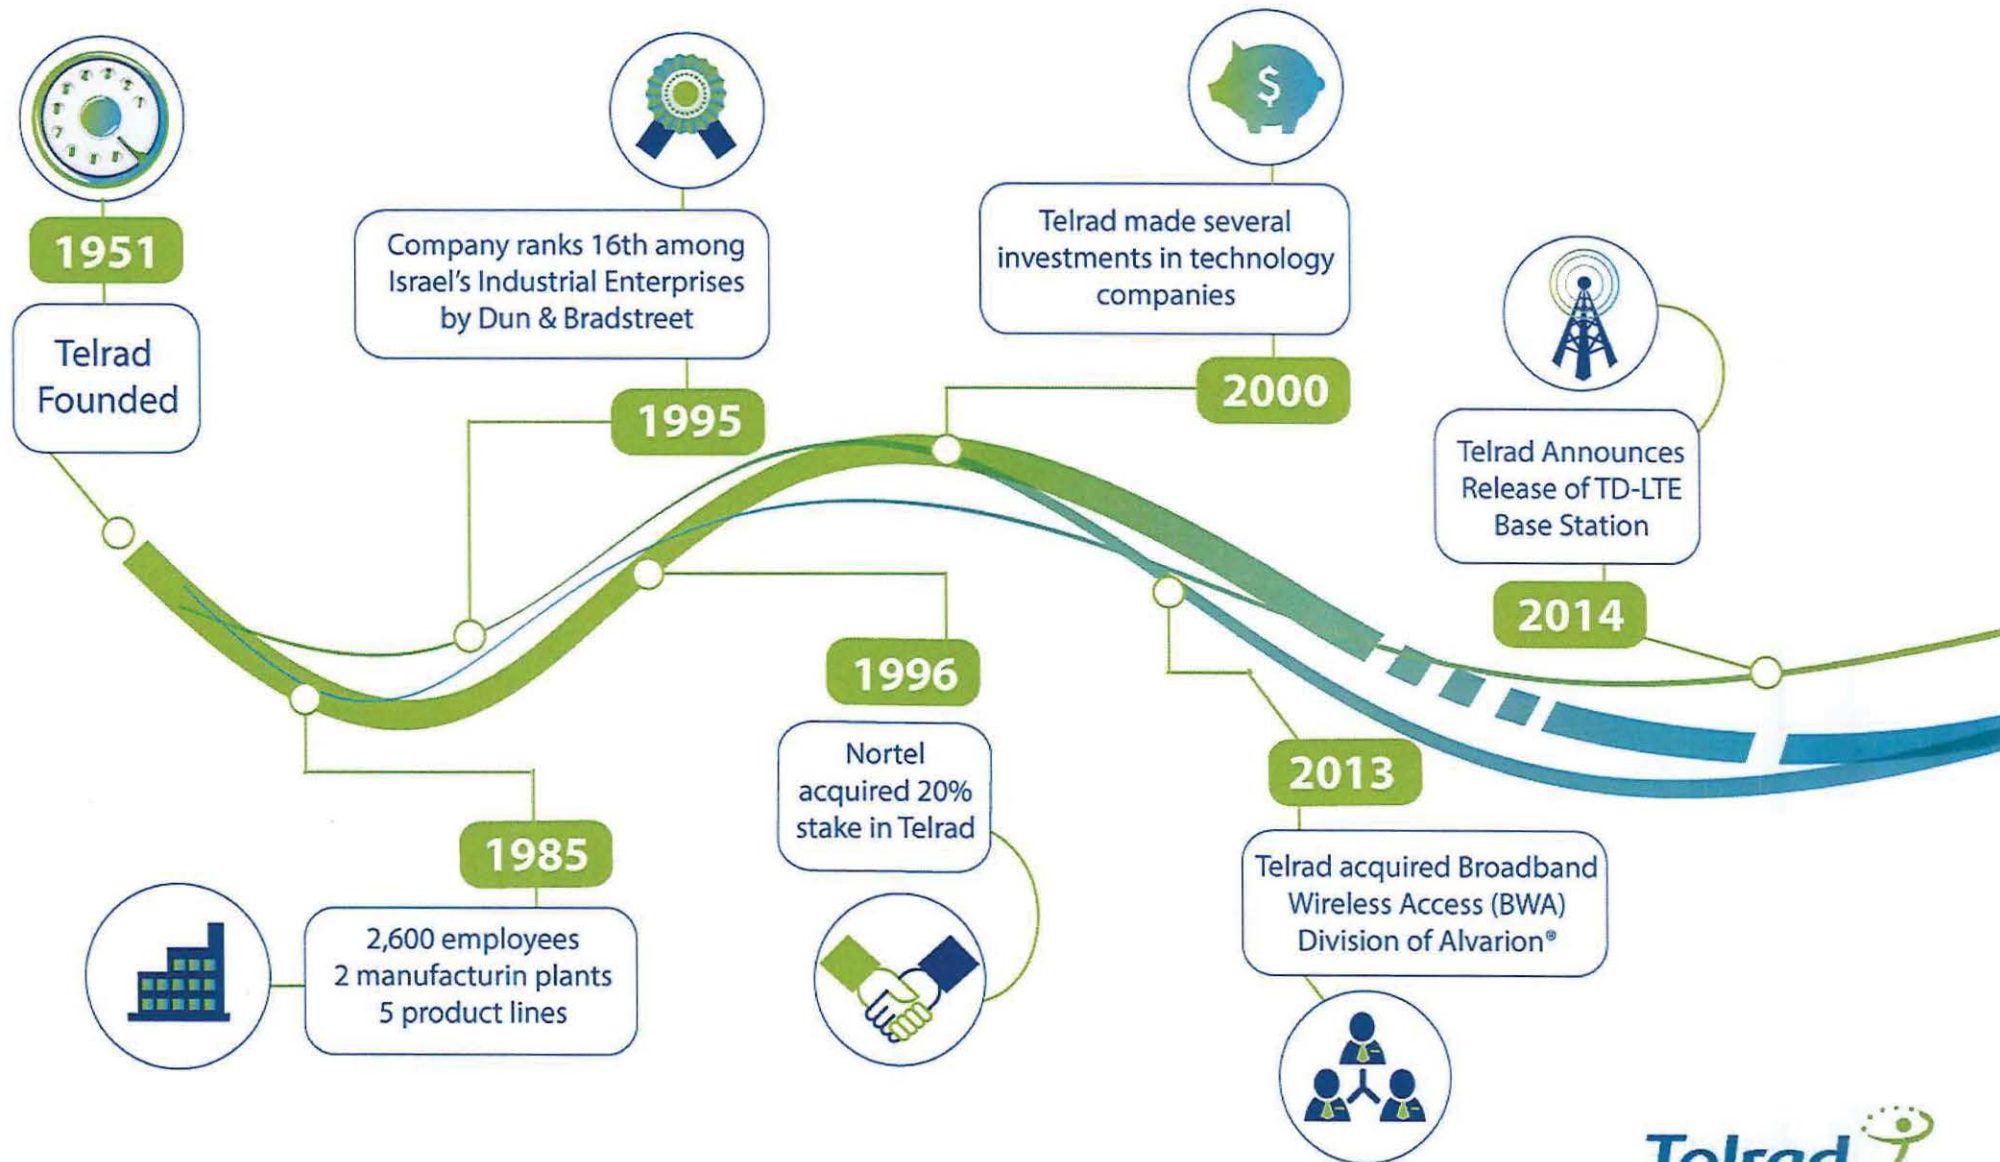 1951
Telrad
Founded
Company ranks 16th among
Israel's Industrial Enterprises
by Dun & Bradstreet
1995
Telrad made several
investments in technology
companies
2000
Telrad Announces
Release of TD-LTE
Base Station
2014
1996
Nortel
acquired 20%
stake in Telrad
2013
Telrad acquired Broadband
Wireless Access (BWA)
Division of Alvarion®
1985
2,600 employees
2 manufacturin plants
5 product lines
$
Telrad